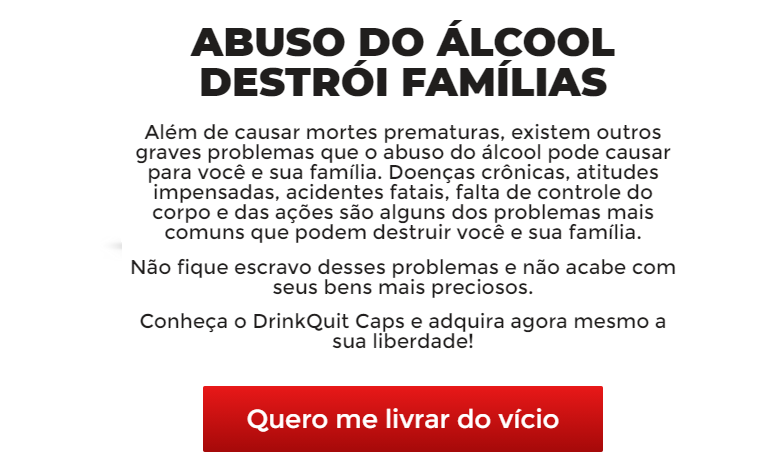 ABUSO DO ÁLCOOL
DESTRÓI FAMÍLIAS
Além de causar mortes prematuras, existem outros
graves problemas que o abuso do álcool pode causar
para você e sua família. Doenças crônicas, atitudes
impensadas, acidentes fatais, falta de controle do
corpo e das ações são alguns dos problemas mais
comuns que podem destruir você e sua família.
Não fique escravo desses problemas e não acabe com
seus bens mais preciosos.
Conheça o DrinkQuit Caps e adquira agora mesmo a
sua liberdade!
Quero me livrar do vício